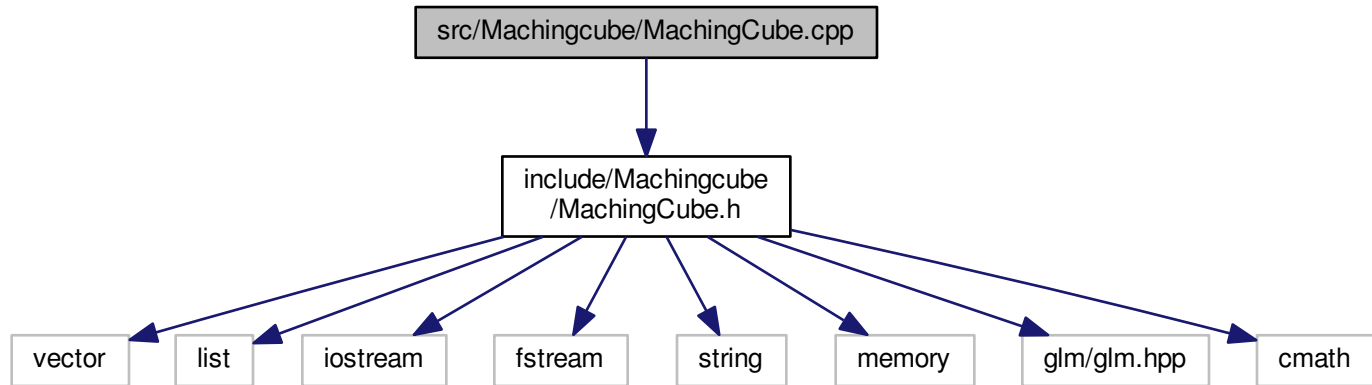 src/Machingcube/MachingCube.cpp
include/Machingcube
/MachingCube.h
vector
list
iostream
fstream
string
memory
glm/glm.hpp
cmath